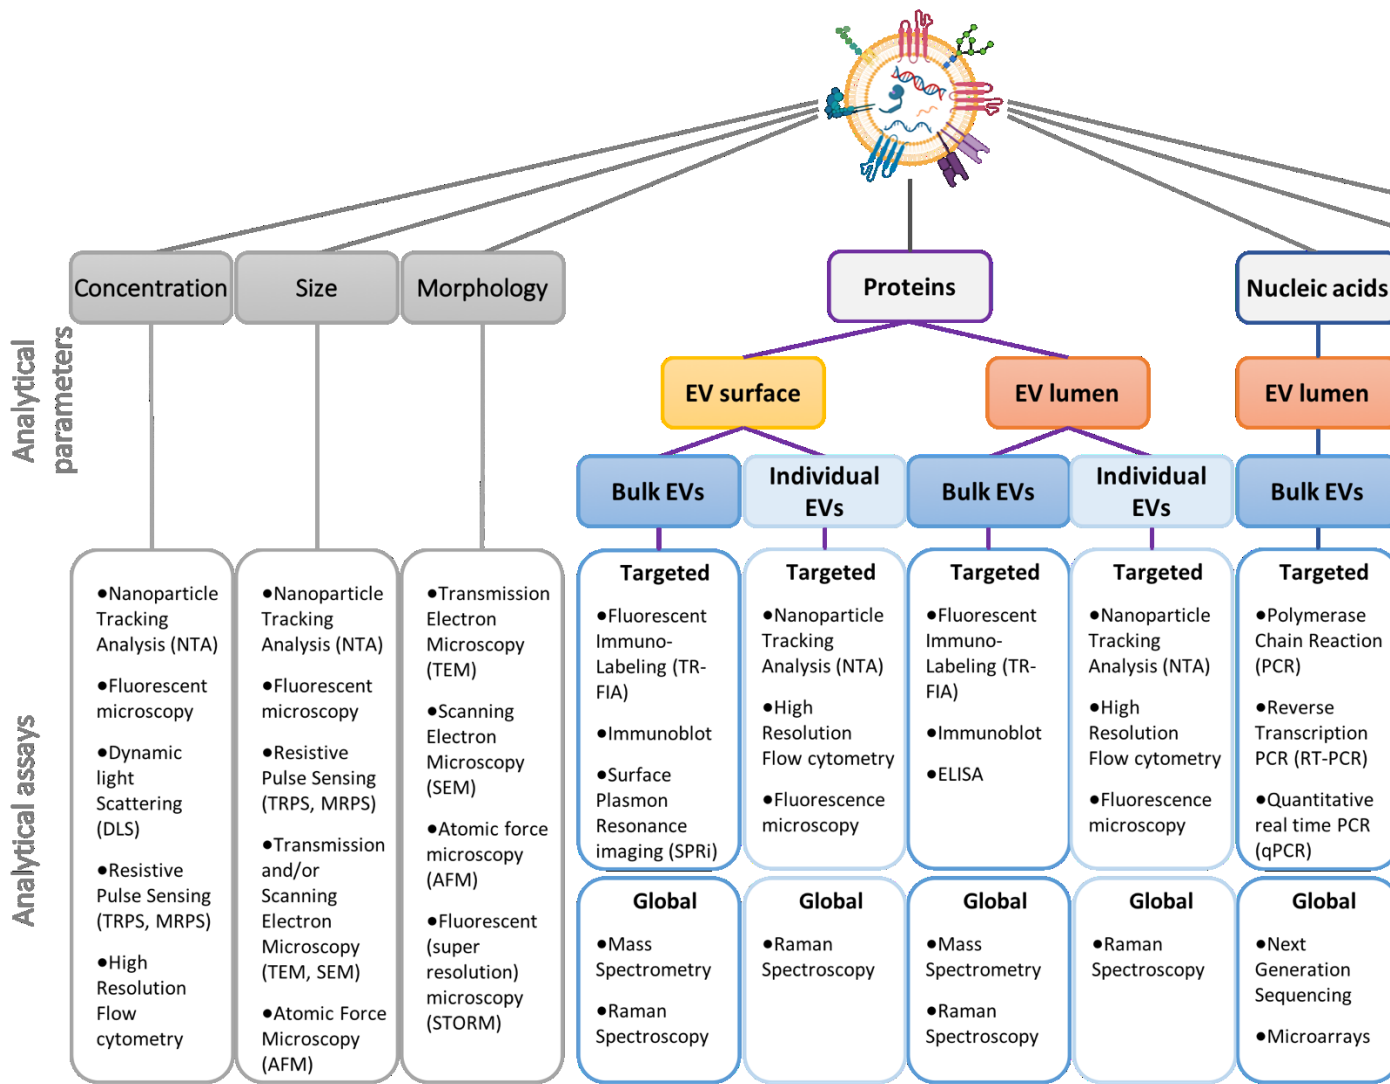 Concentration
Size
Morphology
Proteins
Nucleic acids
Analytical
parameters
EV surface
EV lumen
EV lumen
Bulk EVs
Individual
EVs
Bulk EVs
Individual
EVs
Bulk EVs
Analytical assays
●Nanoparticle
Tracking
Analysis (NTA)
●Fluorescent
microscopy
●Dynamic
light
Scattering
(DLS)
●Resistive
Pulse Sensing
(TRPS, MRPS)
●High
Resolution
Flow
cytometry
●Nanoparticle
Tracking
Analysis (NTA)
●Fluorescent
microscopy
●Resistive
Pulse Sensing
(TRPS, MRPS)
●Transmission
and/or
Scanning
Electron
Microscopy
(TEM, SEM)
●Atomic Force
Microscopy
(AFM)
●Transmission
Electron
Microscopy
(TEM)
●Scanning
Electron
Microscopy
(SEM)
●Atomic force
microscopy
(AFM)
●Fluorescent
(super
resolution)
microscopy
(STORM)
Targeted
●Fluorescent
Immuno-
Labeling (TR-
FIA)
●Immunoblot
●Surface
Plasmon
Resonance
imaging (SPRi)
Global
●Mass
Spectrometry
●Raman
Spectroscopy
Targeted
●Nanoparticle
Tracking
Analysis (NTA)
●High
Resolution
Flow cytometry
●Fluorescence
microscopy
Global
●Raman
Spectroscopy
Targeted
●Fluorescent
Immuno-
Labeling (TR-
FIA)
●Immunoblot
●ELISA
Global
●Mass
Spectrometry
●Raman
Spectroscopy
Targeted
●Nanoparticle
Tracking
Analysis (NTA)
●High
Resolution
Flow cytometry
●Fluorescence
microscopy
Global
●Raman
Spectroscopy
Targeted
●Polymerase
Chain Reaction
(PCR)
●Reverse
Transcription
PCR (RT-PCR)
●Quantitative
real time PCR
(qPCR)
Global
●Next
Generation
Sequencing
●Microarrays